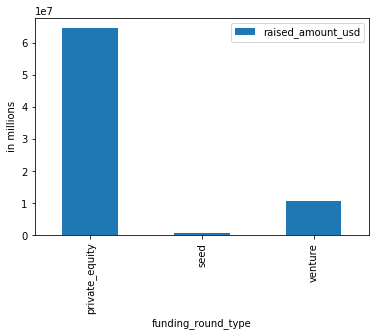 1e7
raised_amount_usd
6
5
4
3
2
1
0
in millions
private_equity
seed
venture
funding_round_type